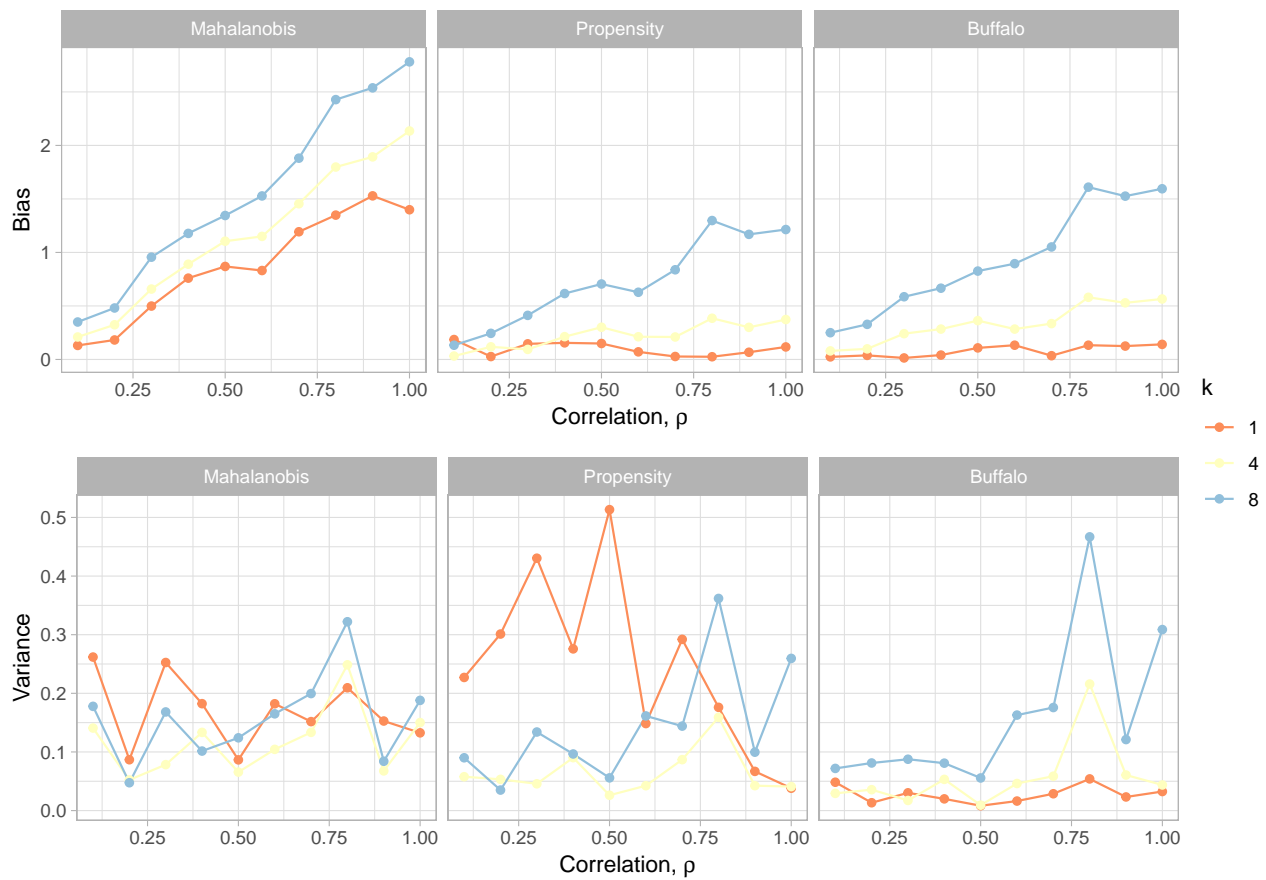 Mahalanobis Propensity Buffalo
2
1
0
Bias
0.25 0.50 0.75 1.00 0.25 0.50 0.75 1.00 0.25 0.50 0.75 1.00
Correlation, ρ
k
1
4
8
Mahalanobis Propensity Buffalo
0.5
0.4
0.3
0.2
0.1
0.0
Variance
0.25 0.50 0.75 1.00 0.25 0.50 0.75 1.00 0.25 0.50 0.75 1.00
Correlation, ρ